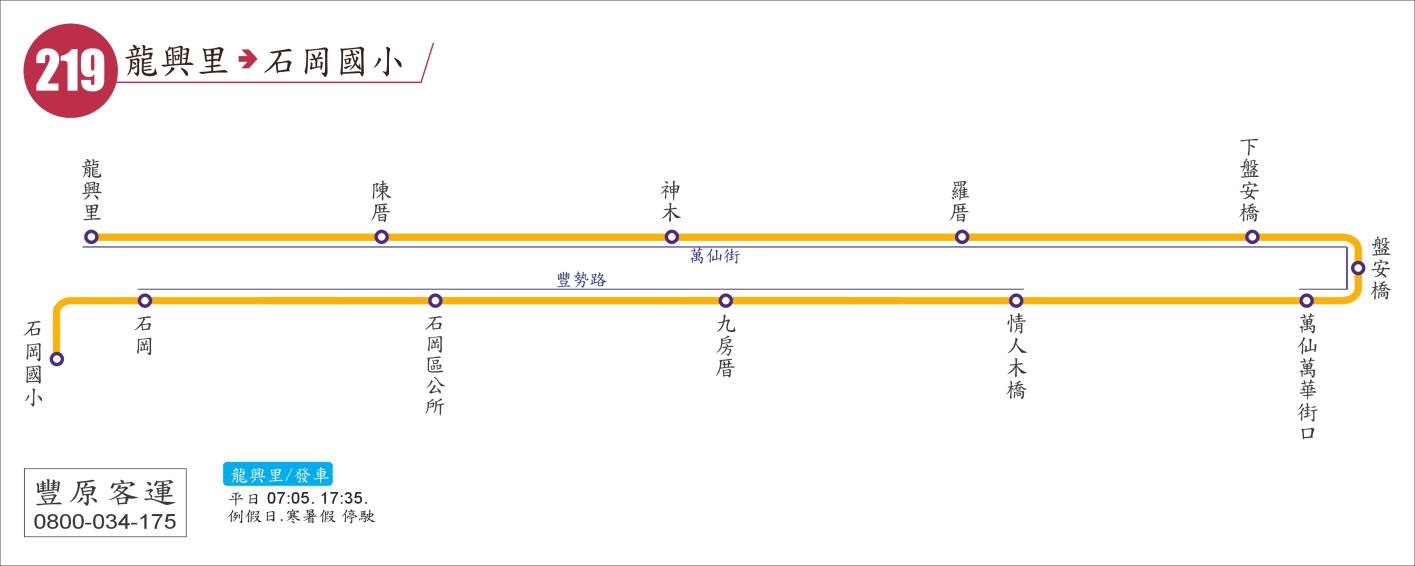 219 龍興里➔石岡國小
龍興里
陳厝
神木
羅厝
下盤安橋
盤安橋
萬仙街
豐勢路
萬仙萬華街口
情人木橋
九房厝
石岡區公所
石岡
石岡國小
豐原客運
0800-034-175
龍興里/發車
平日 07:05. 17:35.
例假日.寒暑假 停駛